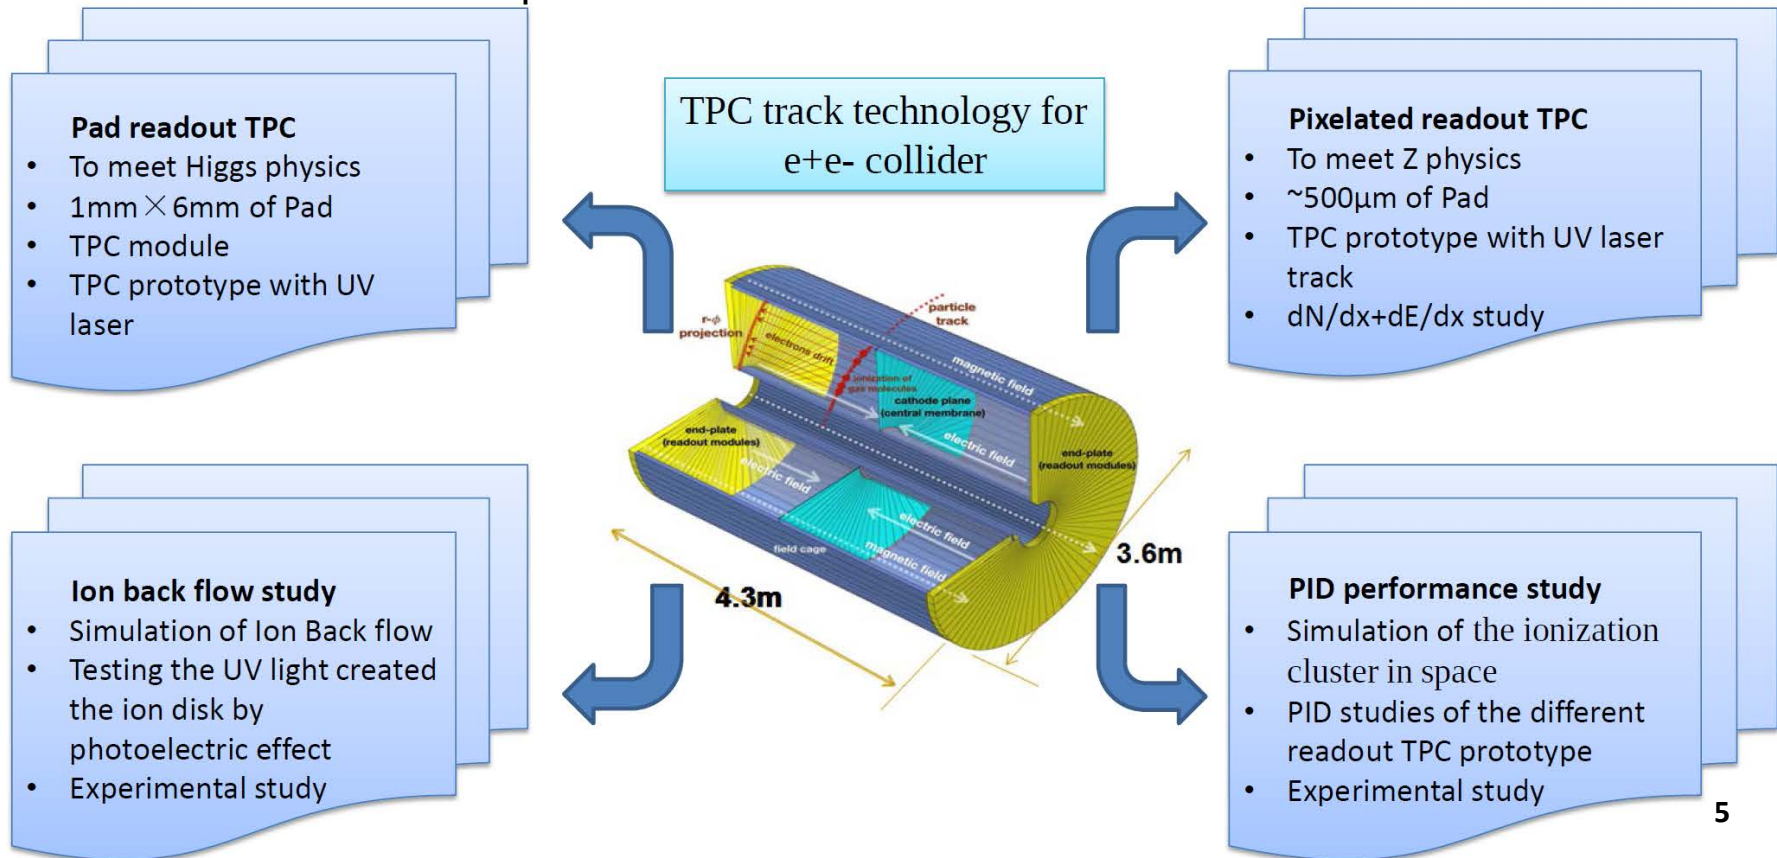 TPC track technology for
e+e- collider
Pad readout TPC
• To meet Higgs physics
• 1mm×6mm of Pad
• TPC module
• TPC prototype with UV
laser
Pixelated readout TPC
• To meet Z physics
• ~500μm of Pad
• TPC prototype with UV laser
track
• dN/dx+dE/dx study
r-ϕ
projection
electrons drift
particle
track
ionization of
gas molecules
magnetic field
cathode plane
(central membrane)
electric field
end-plate
(readout modules)
electric field
end-plate
(readout modules)
electric field
magnetic field
field cage
4.3m
3.6m
Ion back flow study
• Simulation of Ion Back flow
• Testing the UV light created
the ion disk by
photoelectric effect
• Experimental study
PID performance study
• Simulation of the ionization
cluster in space
• PID studies of the different
readout TPC prototype
• Experimental study
5